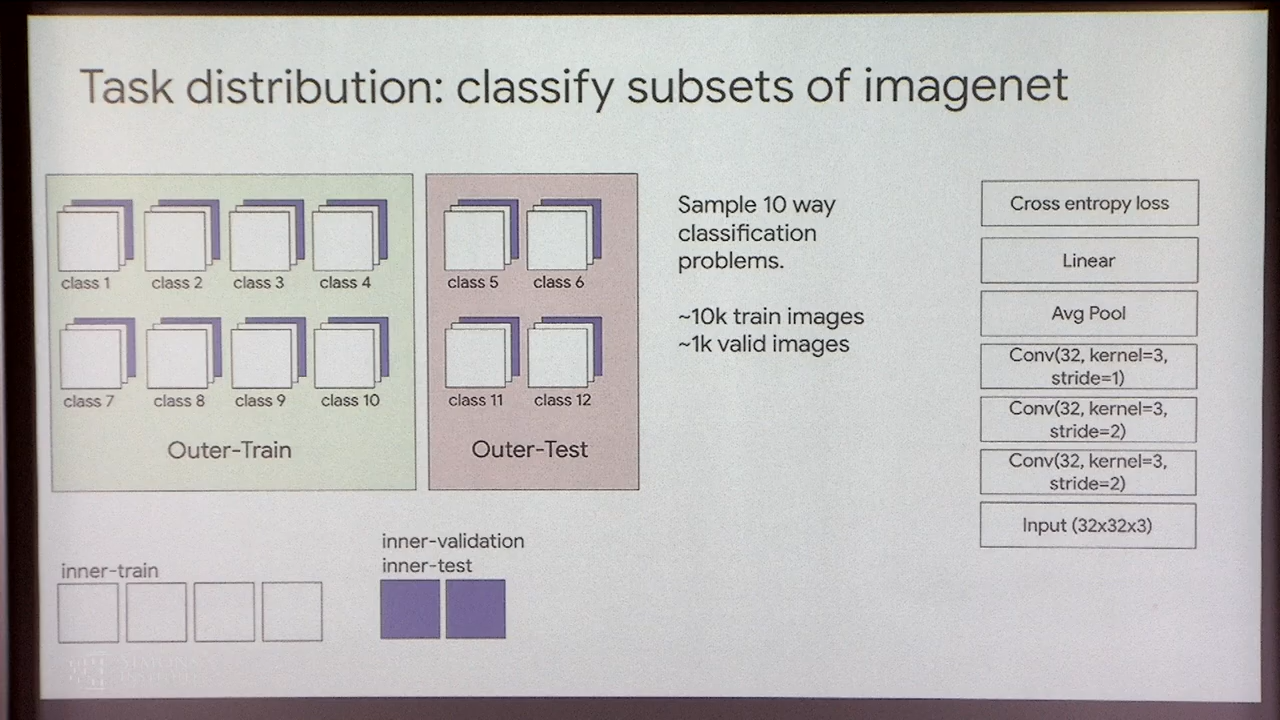 Task distribution: classify subsets of imagenet
class 1
class 2
class 3
class 4
class 7
class 8
class 9
class 10
Outer-Train
class 5
class 6
class 11
class 12
Outer-Test
Sample 10 way
classification
problems.
~10k train images
~1k valid images
Cross entropy loss
Linear
Avg Pool
Conv(32, kernel=3,
stride=1)
Conv(32, kernel=3,
stride=2)
Conv(32, kernel=3,
stride=2)
Input (32x32x3)
inner-train
inner-validation
inner-test